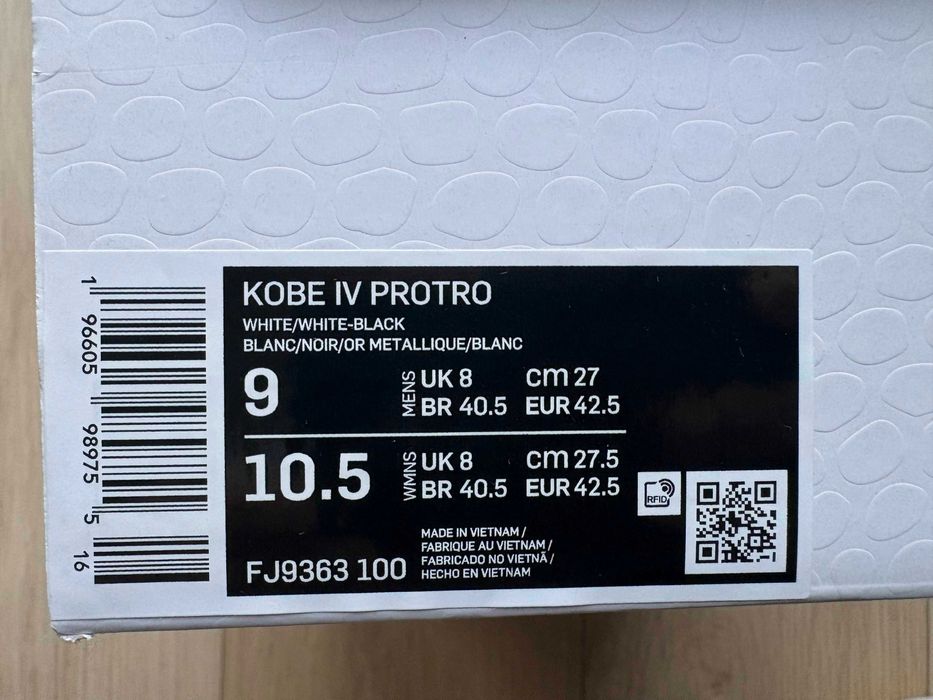 KOBE IV PROTRO
WHITE/WHITE-BLACK
BLANC/NOIR/OR METALLIQUE/BLANC
9 MENS UK 8 CM 27
BR 40.5 EUR 42.5
10.5 WMNS UK 8 CM 27.5
BR 40.5 EUR 42.5
RFID
MADE IN VIETNAM /
FABRIQUE AU VIETNAM /
FABRICADO NO VIETNÃ /
HECHO EN VIETNAM
FJ9363 100
1 96605 98975 5 16